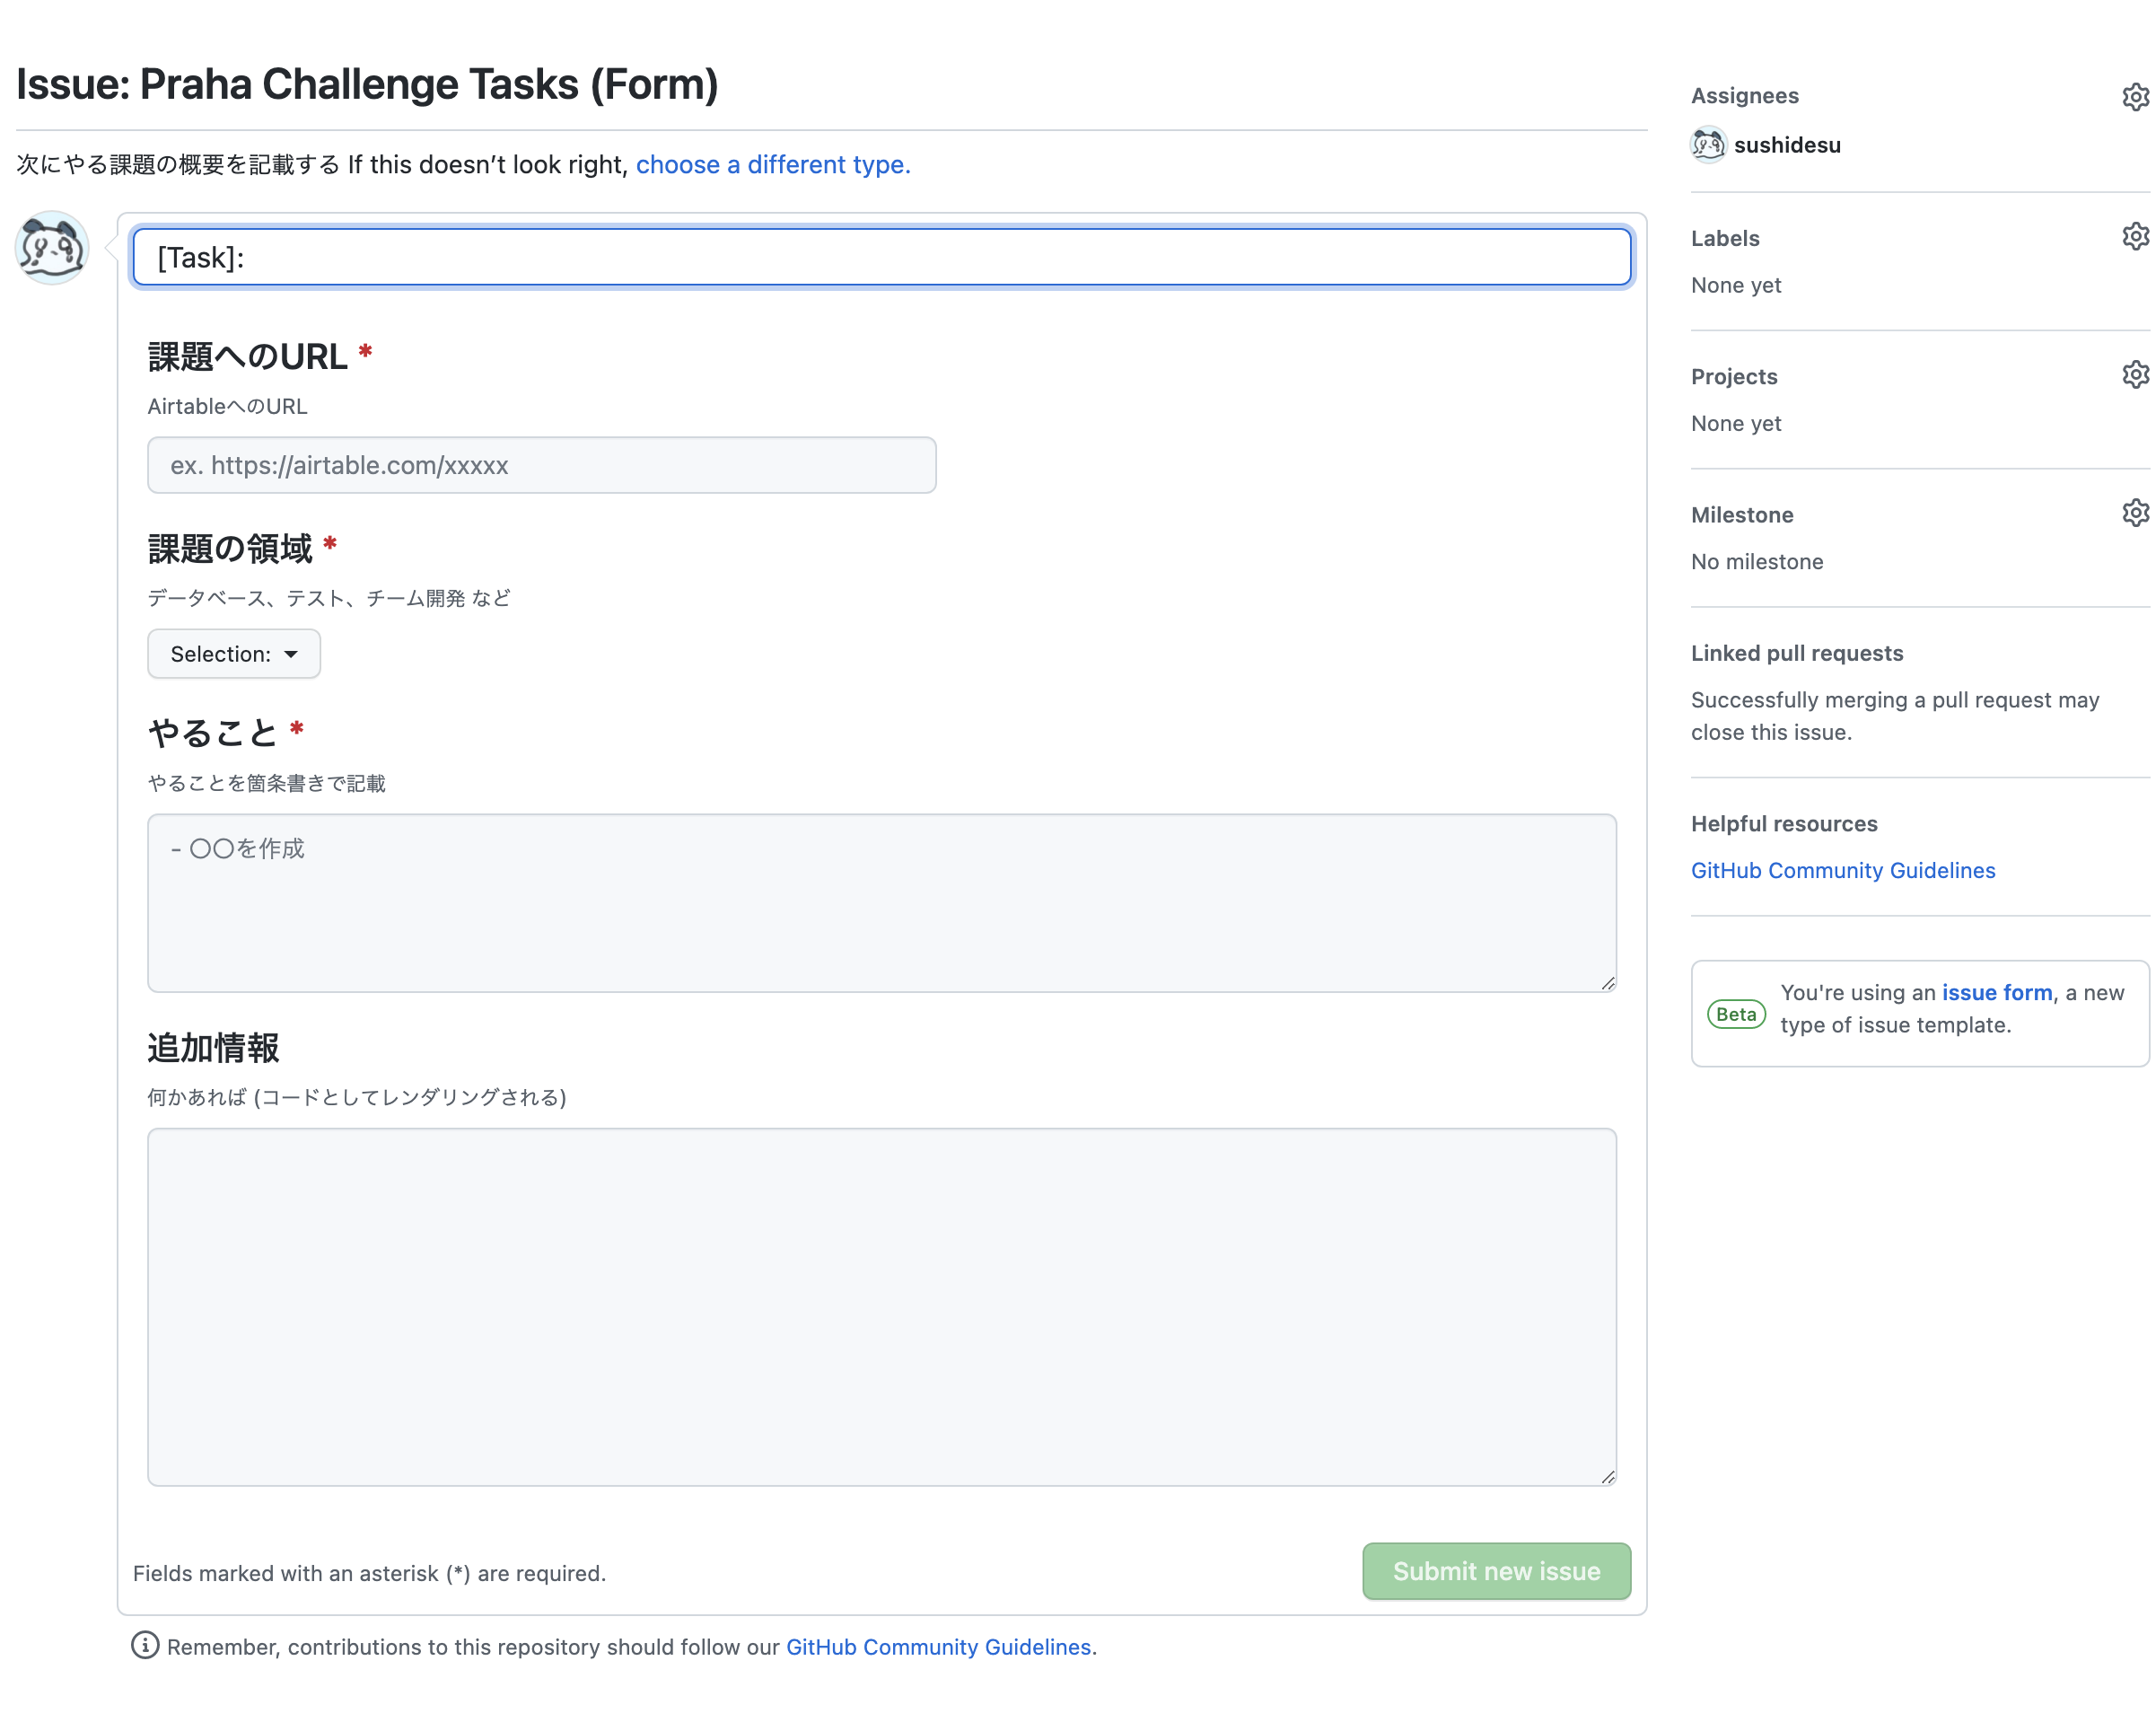 Issue: Praha Challenge Tasks (Form)
次にやる課題の概要を記載する If this doesn’t look right, choose a different type.
[Task]:
課題へのURL *
AirtableへのURL
ex. https://airtable.com/xxxxx
課題の領域 *
データベース、テスト、チーム開発 など
Selection:
やること *
やることを箇条書きで記載
- 〇〇を作成
追加情報
何かあれば (コードとしてレンダリングされる)
Fields marked with an asterisk (*) are required.
Submit new issue
Remember, contributions to this repository should follow our GitHub Community Guidelines.
Assignees
sushidesu
Labels
None yet
Projects
None yet
Milestone
No milestone
Linked pull requests
Successfully merging a pull request may
close this issue.
Helpful resources
GitHub Community Guidelines
Beta
You're using an issue form, a new
type of issue template.